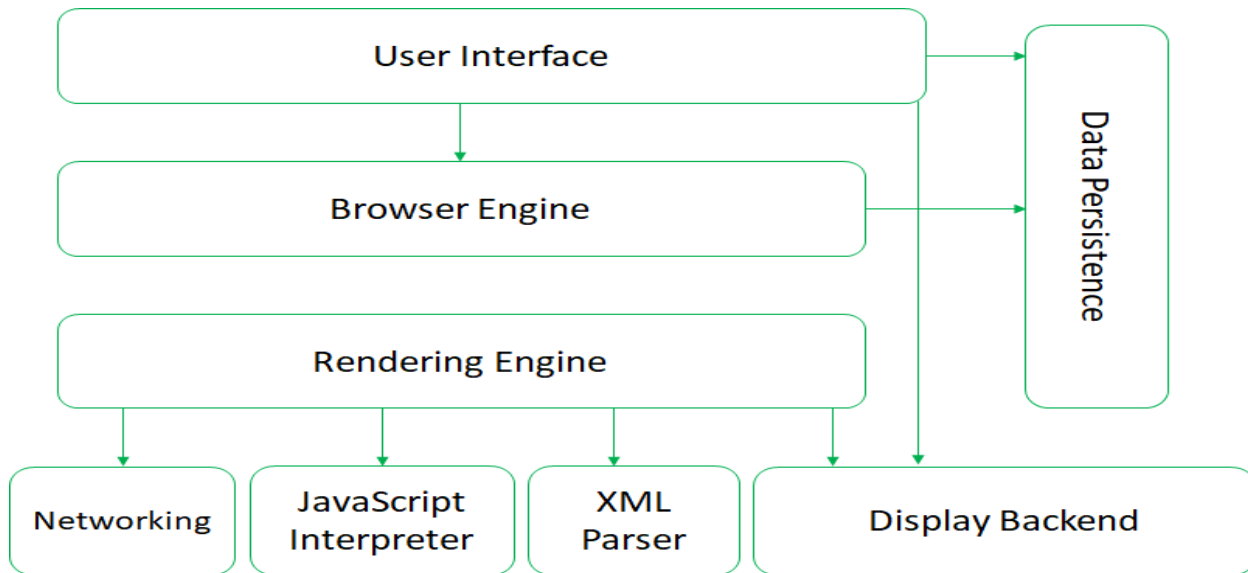 User Interface
Data Persistence
Browser Engine
Rendering Engine
Networking
JavaScript
Interpreter
XML
Parser
Display Backend